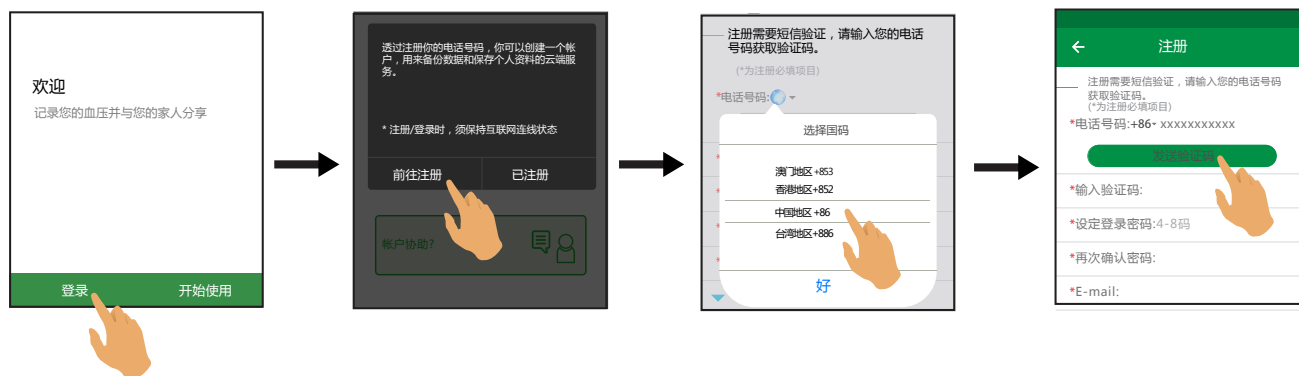 欢迎
记录您的血压并与您的家人分享
登录 开始使用
透过注册你的电话号码，你可以创建一个帐
户，用来备份数据和保存个人资料的云端服
务。
* 注册/登录时，须保持互联网连线状态
前往注册 已注册
帐户协助?
注册需要短信验证，请输入您的电话
号码获取验证码。
(*为注册必填项目)
*电话号码:
选择国码
澳门地区 +853
香港地区+852
中国地区 +86
台湾地区+886
好
注册
注册需要短信验证，请输入您的电话号码
获取验证码。
(*为注册必填项目)
*电话号码:+86- xxxxxxxxxxx
发送验证码
*输入验证码:
*设定登录密码:4-8码
*再次确认密码:
*E-mail: